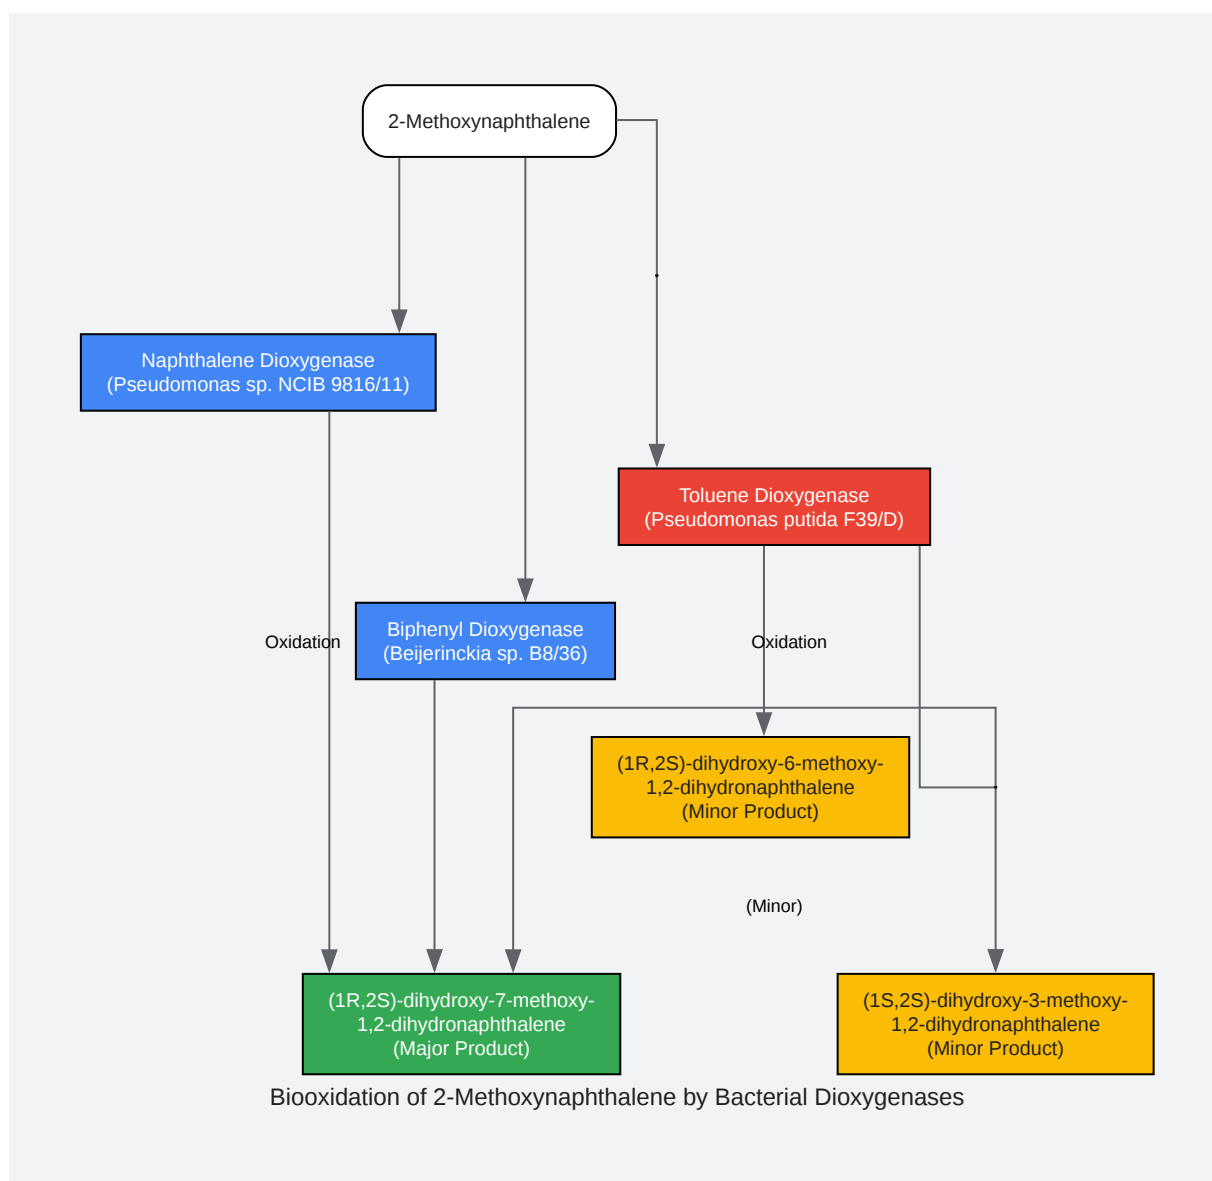 2-Methoxynaphthalene
Naphthalene Dioxygenase
(Pseudomonas sp. NCIB 9816/11)
Toluene Dioxygenase
(Pseudomonas putida F39/D)
Oxidation
Biphenyl Dioxygenase
(Beijerinckia sp. B8/36)
Oxidation
(1R,2S)-dihydroxy-6-methoxy-
1,2-dihydronaphthalene
(Minor Product)
(Minor)
(1R,2S)-dihydroxy-7-methoxy-
1,2-dihydronaphthalene
(Major Product)
(1S,2S)-dihydroxy-3-methoxy-
1,2-dihydronaphthalene
(Minor Product)
Biooxidation of 2-Methoxynaphthalene by Bacterial Dioxygenases